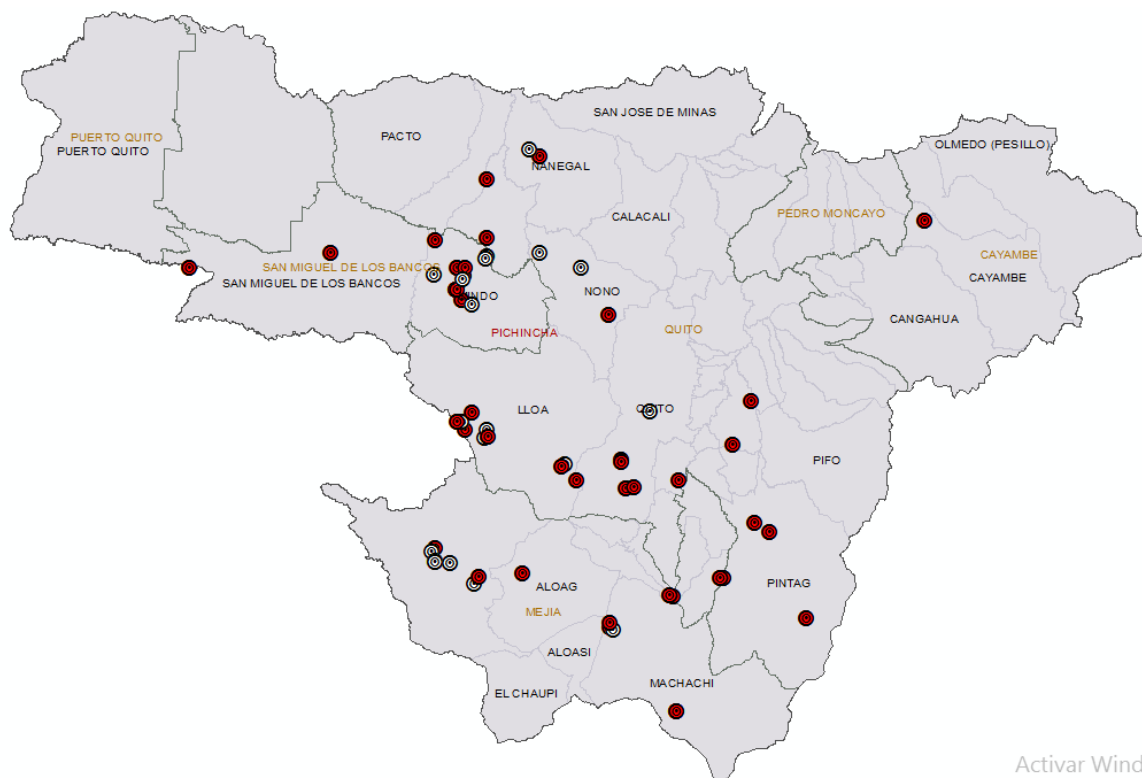 SAN JOSE DE MINAS
PACTO
PUERTO QUITO
PUERTO QUITO
OLMEDO (PESILLO)
NANEGAL
CALACALI
PEDRO MONCAYO
CAYAMBE
CAYAMBE
SAN MIGUEL DE LOS BANCOS
SAN MIGUEL DE LOS BANCOS
NONO
CANGAHUA
PICHINCHA
QUITO
LLOA
PIFO
PINTAG
ALOAG
MEJIA
ALOASI
MACHACHI
EL CHAUPI
Activar Wind